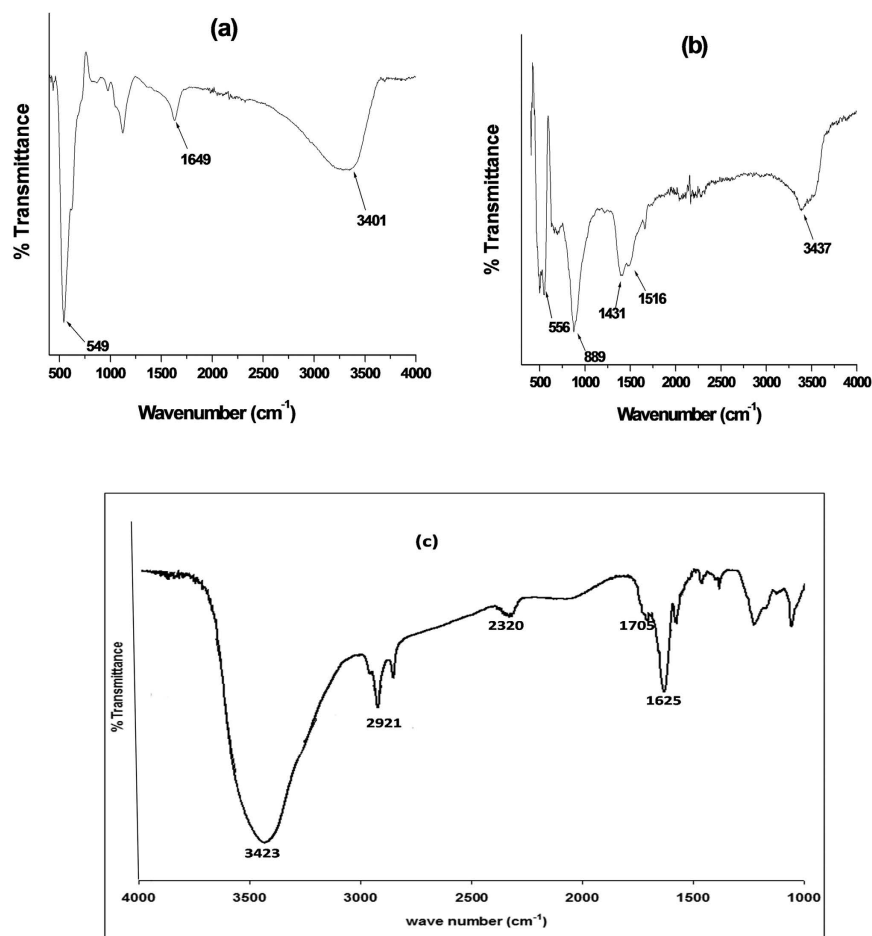 (a)
% Transmittance
1649
3401
549
500 1000 1500 2000 2500 3000 3500 4000
Wavenumber (cm⁻¹)
(b)
% Transmittance
3437
1431
1516
556
889
500 1000 1500 2000 2500 3000 3500 4000
Wavenumber (cm⁻¹)
(c)
% Transmittance
2320
1705
1625
2921
3423
4000 3500 3000 2500 2000 1500 1000
wave number (cm⁻¹)